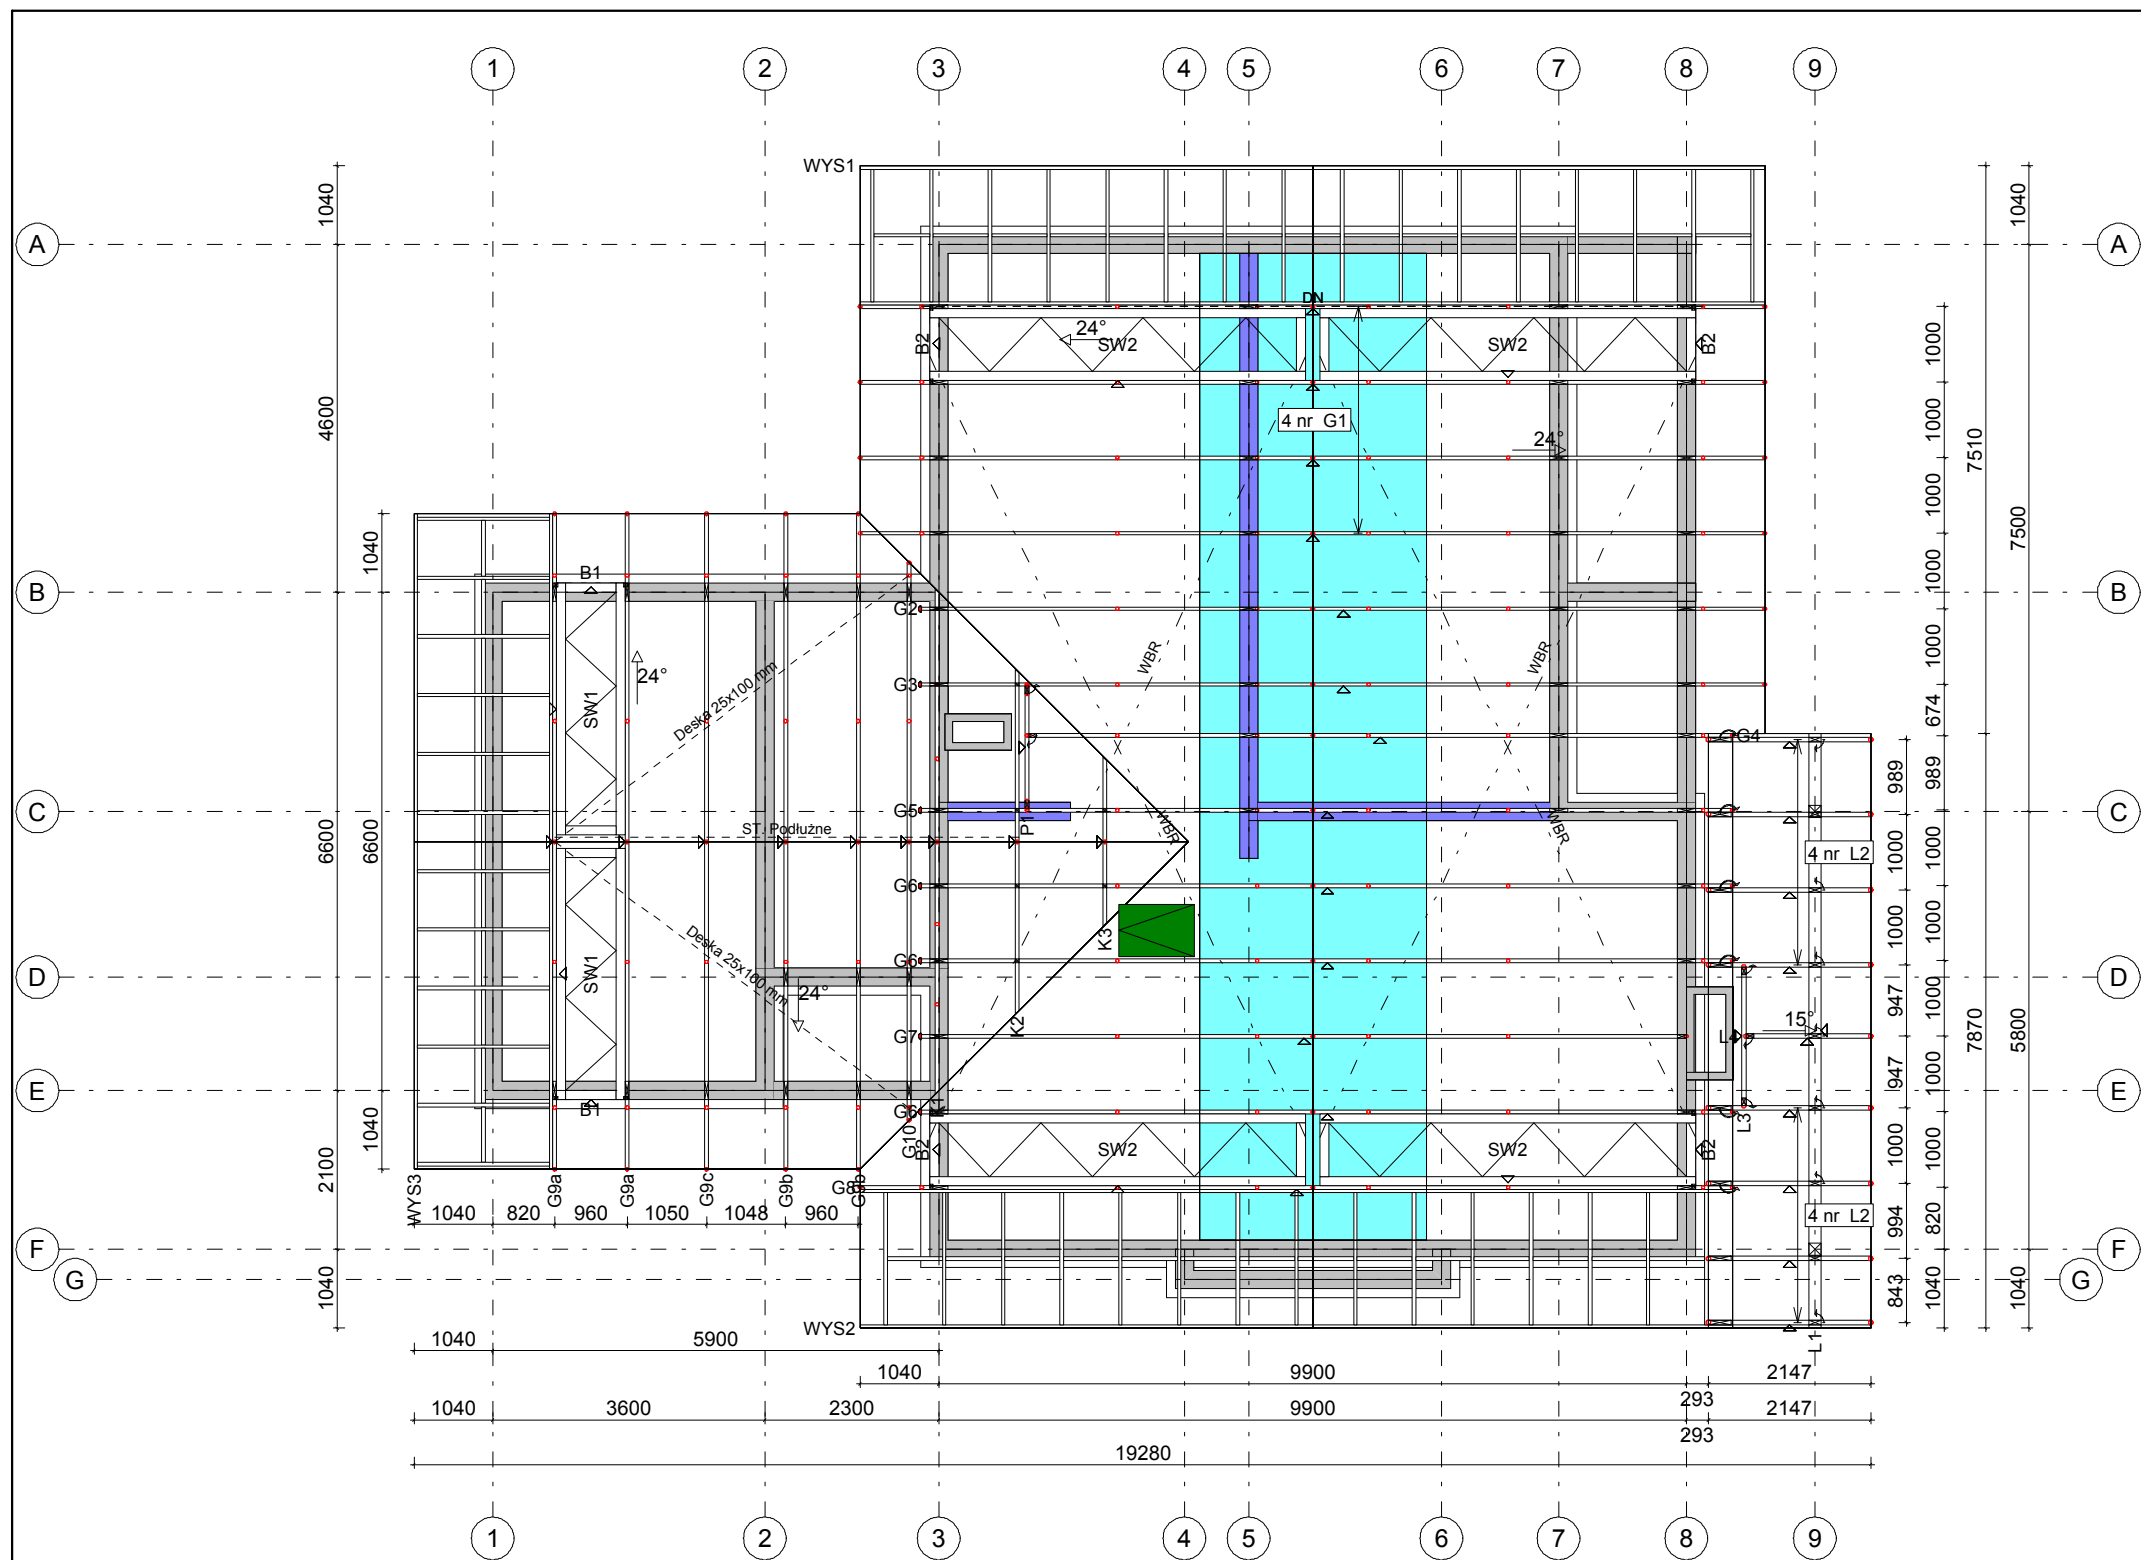 1 2 3 4 5 6 7 8 9
A A
B B
C C
D D
E E
F F
G G
WYS1
DN
24°
B2 SW2 SW2 B2
4 nr G1
24°
B1
G2
WBR WBR
24°
SW1
Deska 25x100 mm
G3
G4
ST. Podłużne
G5
P1
WBR WBR
4 nr L2
G6
K3
G6
Deska 25x100 mm
SW1
24°
K2
G7
L4
15°
B1
G6
K1
L3
G10
B2 SW2 SW2 B2
G8
WYS3 G9a G9a G9c G9b G9b
4 nr L2
WYS2
L1
1040
4600
6600
2100
1040
1040
6600
1040
1000
1000
1000
1000
1000
674
989
1000
1000
1000
1000
1000
820
1040
989
1000
1000
947
947
1000
994
843
7510
7870
1040
7500
5800
1040
1040 820 960 1050 1048 960
1040 5900
1040 9900 293 2147
1040 3600 2300 9900 293 2147
19280
1 2 3 4 5 6 7 8 9